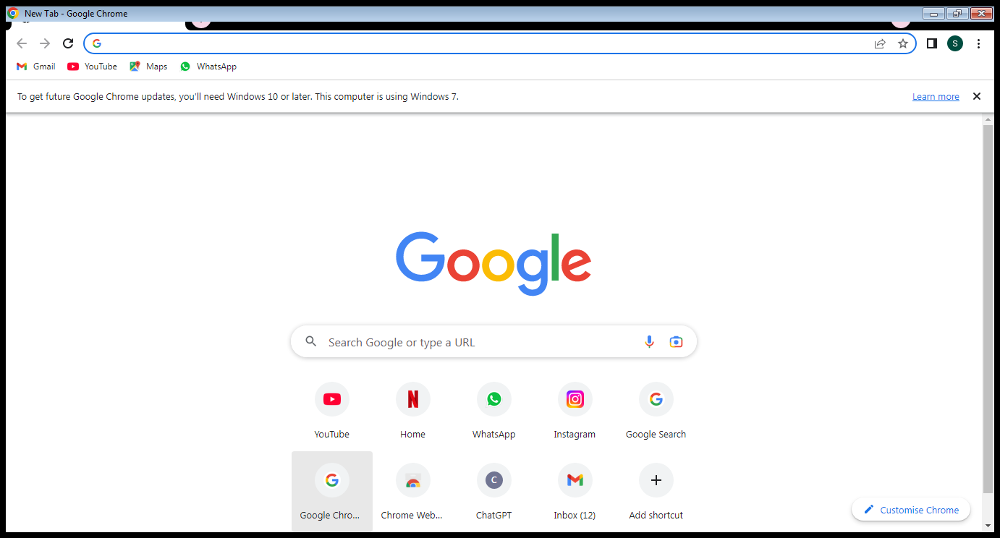 New Tab - Google Chrome
S
Gmail YouTube Maps WhatsApp
To get future Google Chrome updates, you'll need Windows 10 or later. This computer is using Windows 7. Learn more
Google
Search Google or type a URL
YouTube Home WhatsApp Instagram Google Search
C
Google Chro... Chrome Web... ChatGPT Inbox (12) Add shortcut
Customise Chrome